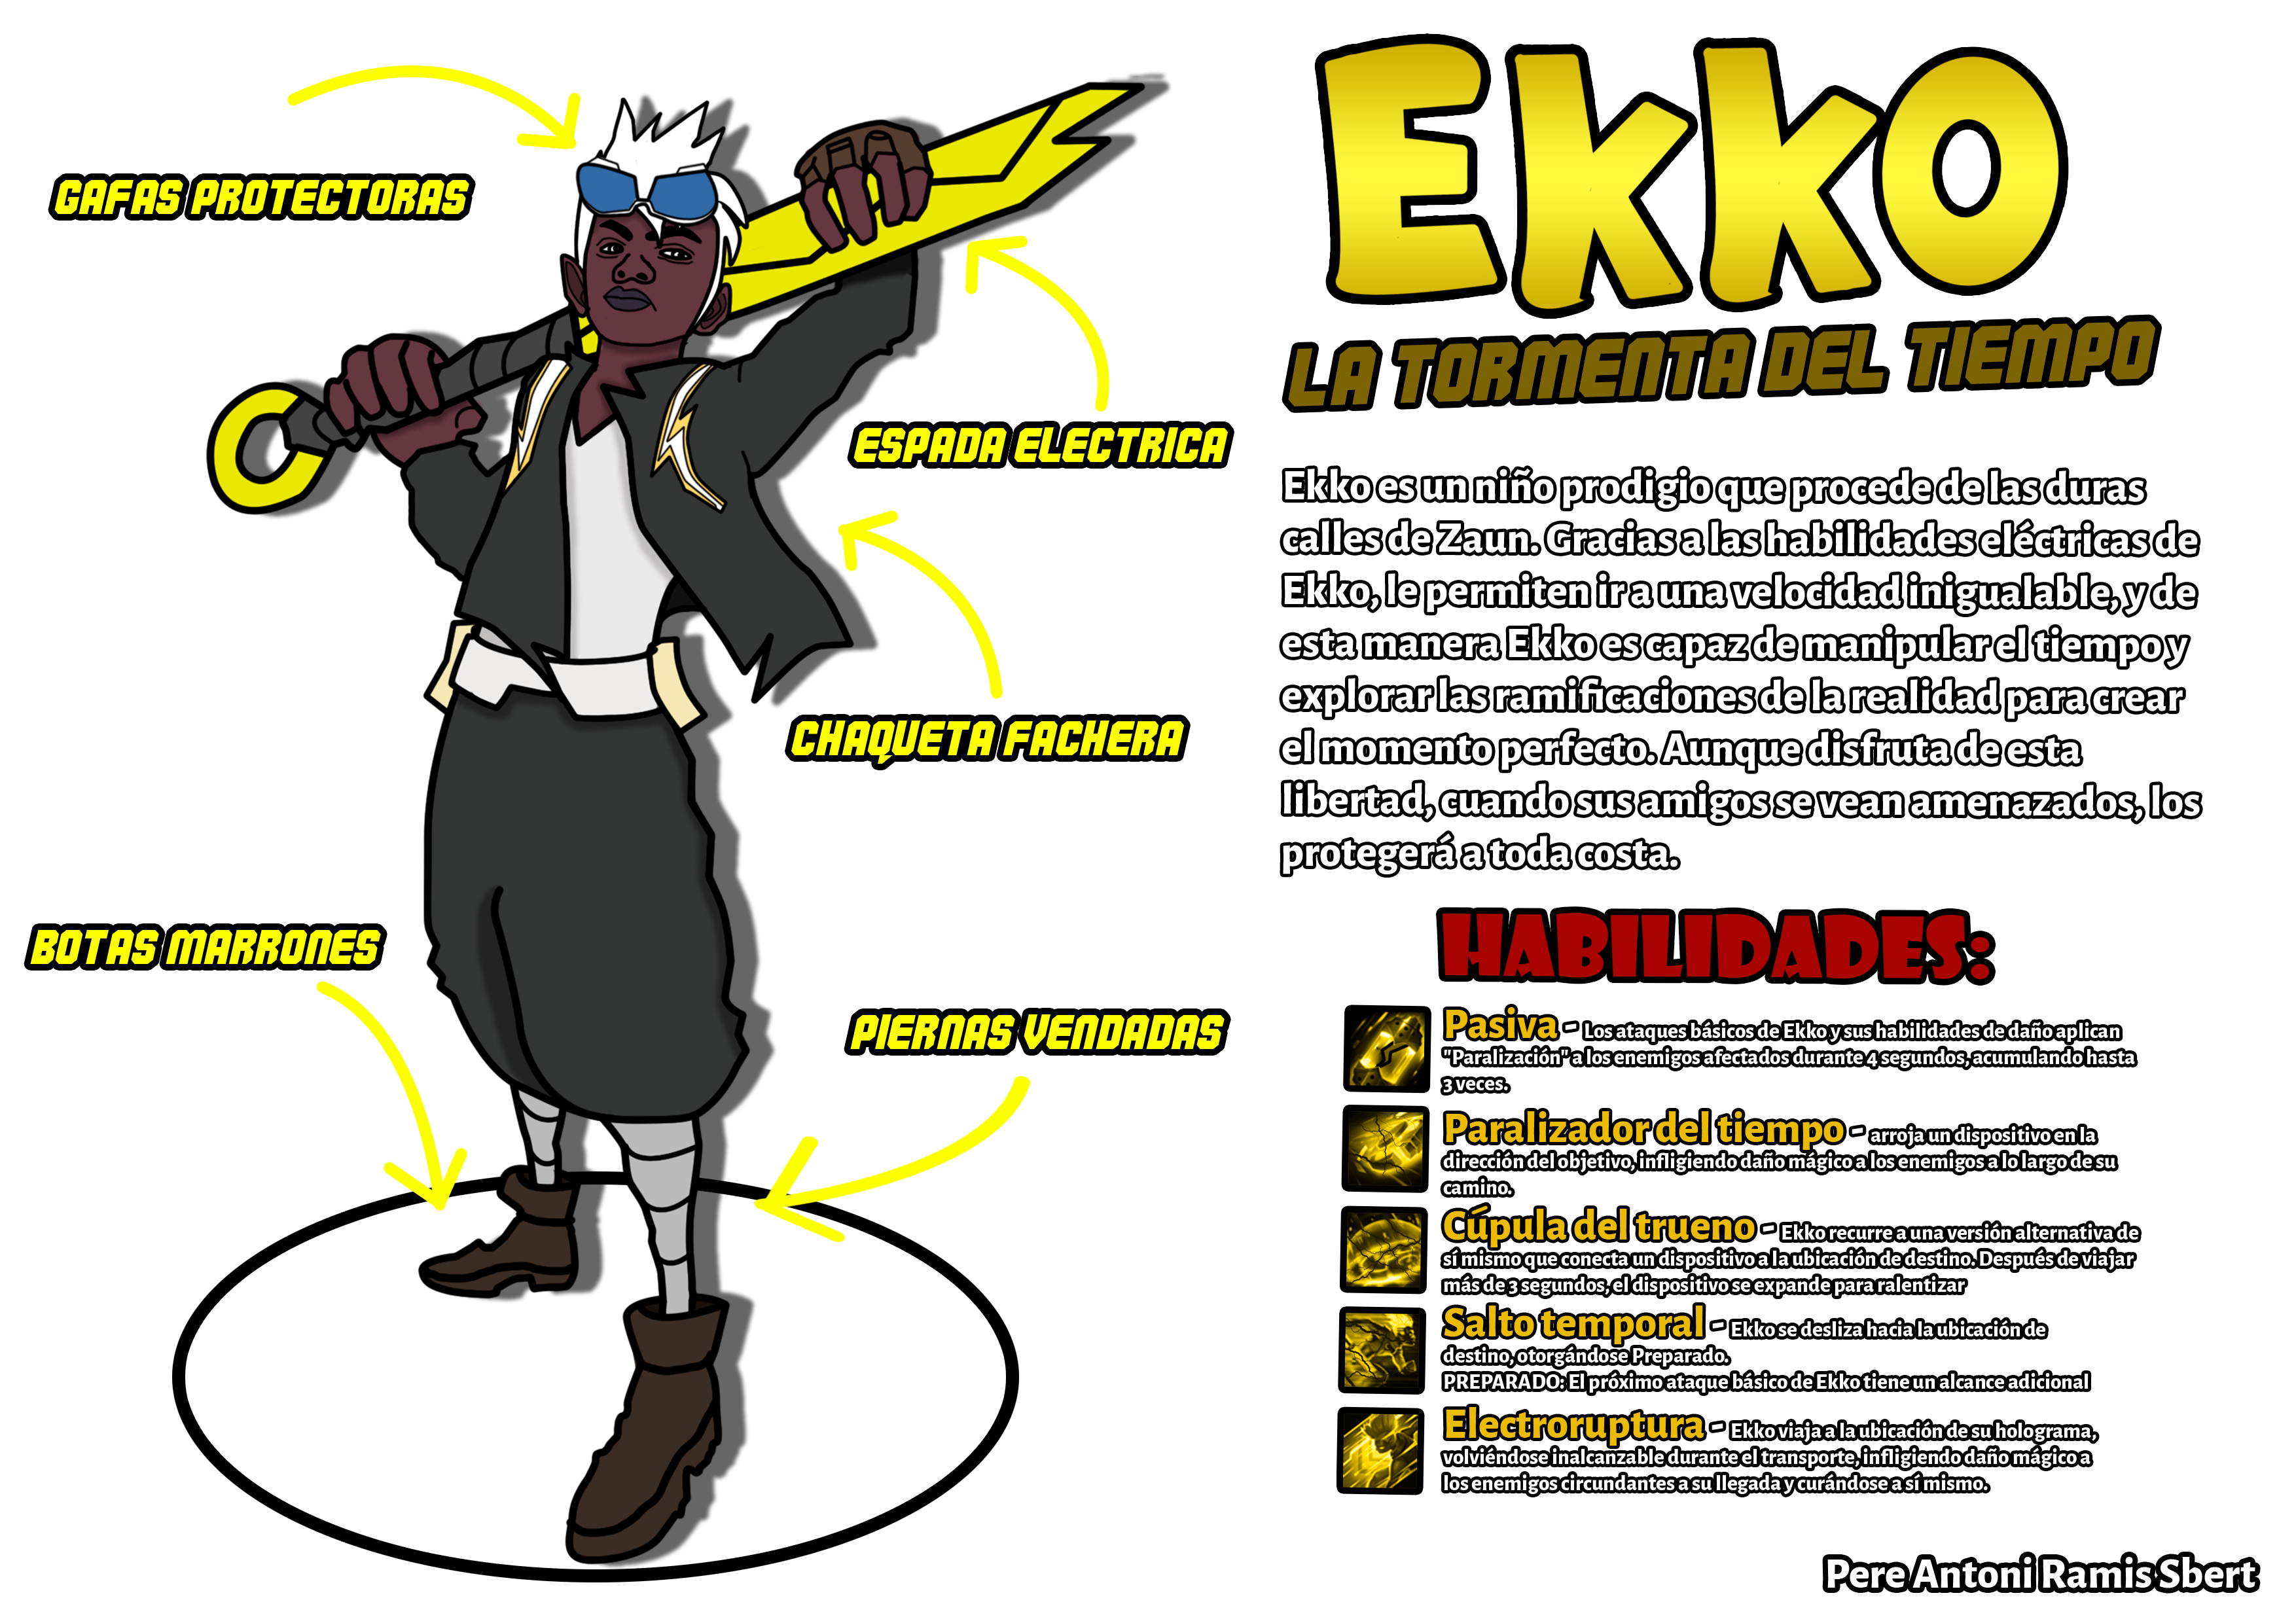 GAFAS PROTECTORAS
ESPADA ELECTRICA
CHAQUETA FACHERA
BOTAS MARRONES
PIERNAS VENDADAS
EKKO
LA TORMENTA DEL TIEMPO
Ekko es un niño prodigio que procede de las duras
calles de Zaun. Gracias a las habilidades eléctricas de
Ekko, le permiten ir a una velocidad inigualable, y de
esta manera Ekko es capaz de manipular el tiempo y
explorar las ramificaciones de la realidad para crear
el momento perfecto. Aunque disfruta de esta
libertad, cuando sus amigos se vean amenazados, los
protegerá a toda costa.
HABILIDADES:
Pasiva - Los ataques básicos de Ekko y sus habilidades de daño aplican
"Paralización" a los enemigos afectados durante 4 segundos, acumulando hasta
3 veces.
Paralizador del tiempo - arroja un dispositivo en la
dirección del objetivo, infligiendo daño mágico a los enemigos a lo largo de su
camino.
Cúpula del trueno - Ekko recurre a una versión alternativa de
sí mismo que conecta un dispositivo a la ubicación de destino. Después de viajar
más de 3 segundos, el dispositivo se expande para ralentizar
Salto temporal - Ekko se desliza hacia la ubicación de
destino, otorgándose Preparado.
PREPARADO: El próximo ataque básico de Ekko tiene un alcance adicional
Electroruptura - Ekko viaja a la ubicación de su holograma,
volviéndose inalcanzable durante el transporte, infligiendo daño mágico a
los enemigos circundantes a su llegada y curándose a sí mismo.
Pere Antoni Ramis Sbert